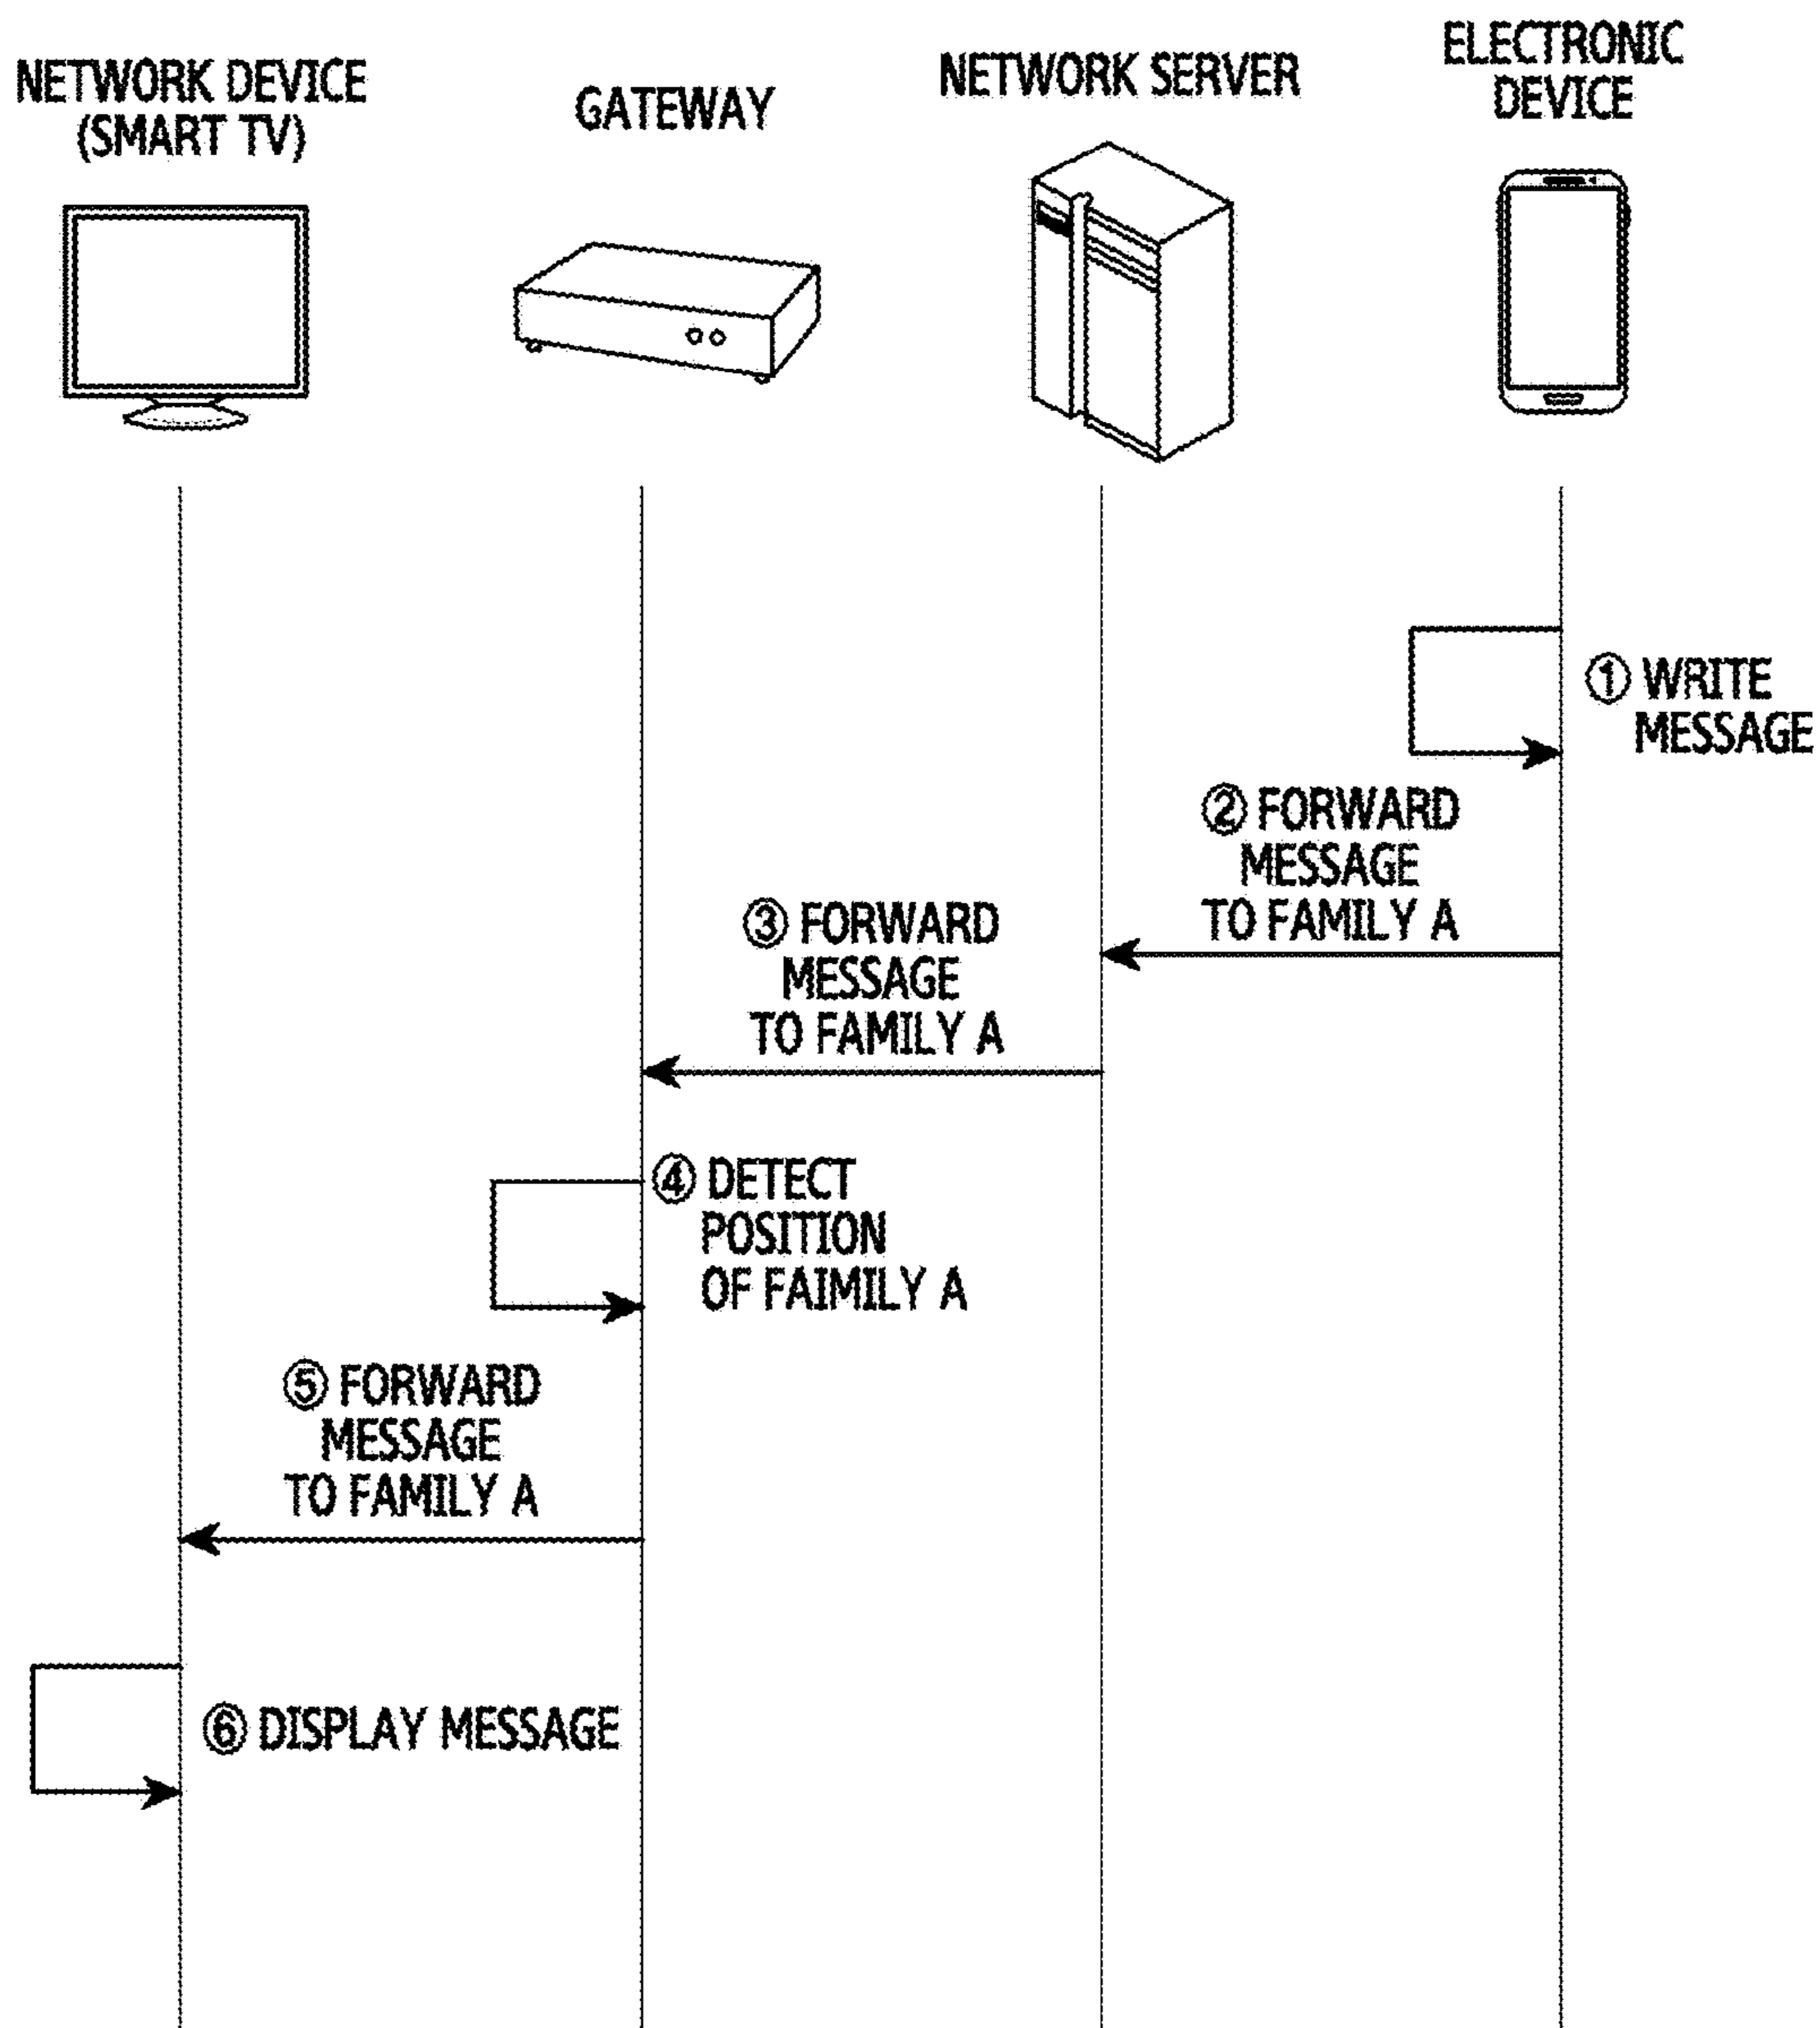 NETWORK DEVICE
(SMART TV)
GATEWAY
NETWORK SERVER
ELECTRONIC
DEVICE
① WRITE
MESSAGE
② FORWARD
MESSAGE
TO FAMILY A
③ FORWARD
MESSAGE
TO FAMILY A
④ DETECT
POSITION
OF FAIMILY A
⑤ FORWARD
MESSAGE
TO FAMILY A
⑥ DISPLAY MESSAGE